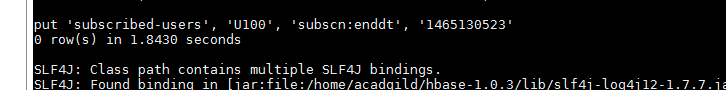 put 'subscribed-users', 'U100', 'subscn:enddt', '1465130523'
0 row(s) in 1.8430 seconds
SLF4J: Class path contains multiple SLF4J bindings.
SLF4J: Found binding in [jar:file:/home/acadgild/hbase-1.0.3/lib/slf4j-log4j12-1.7.7.ja